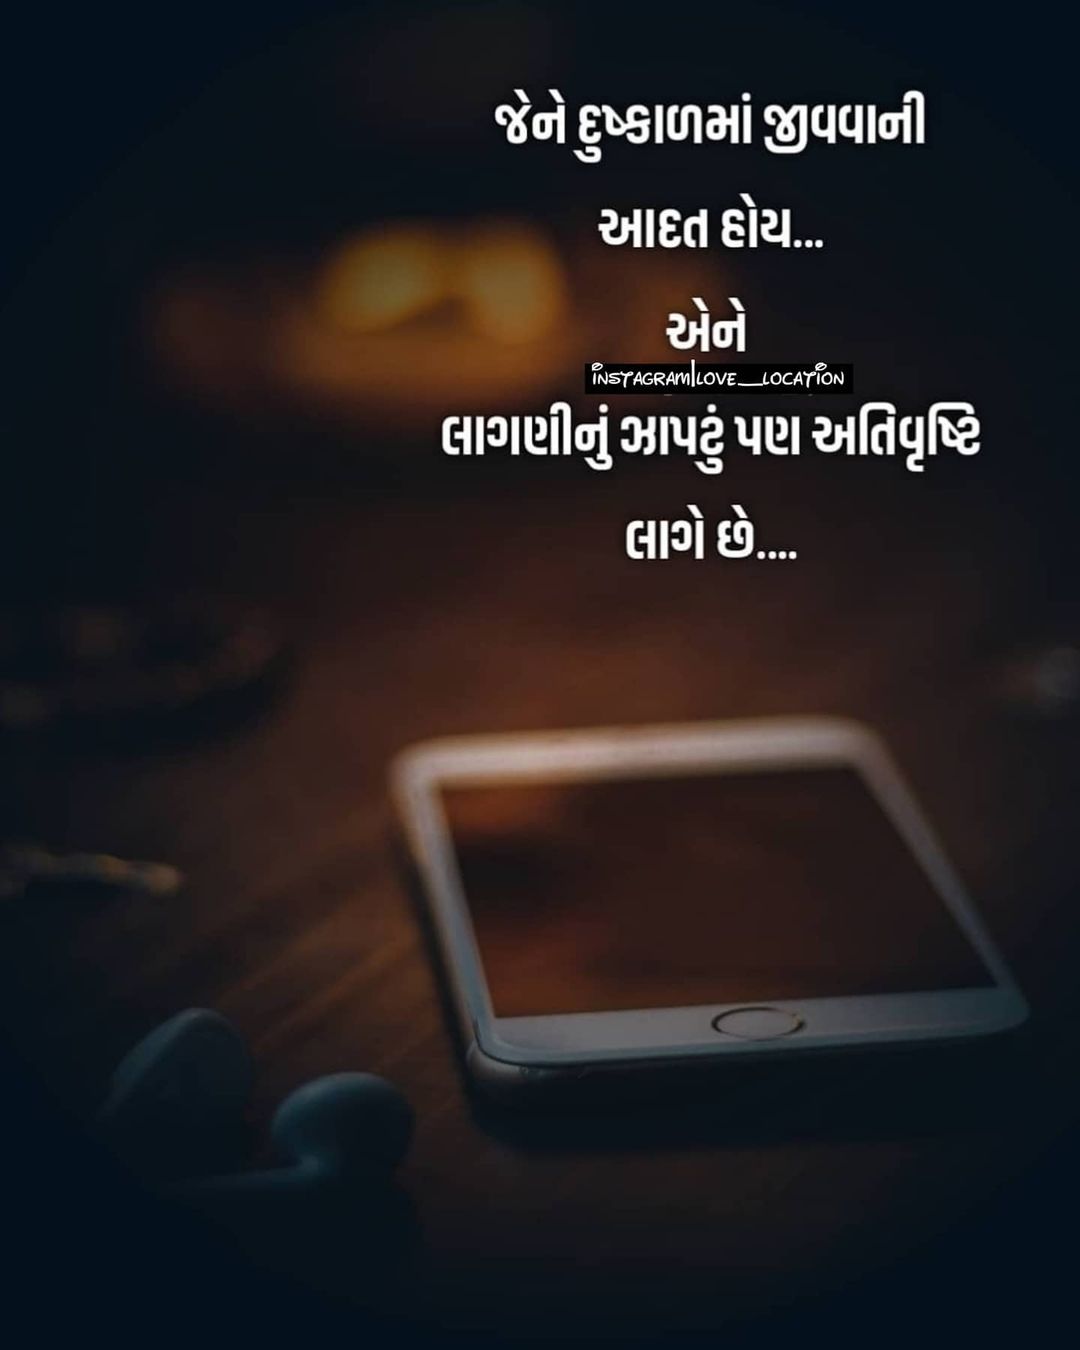 જેને દુષ્કાળમાં જીવવાની
આદત હોય...
એને
INSTAGRAM|LOVE__LOCATION
લાગણીનું ઝાપટું પણ અતિવૃષ્ટિ
લાગે છે....